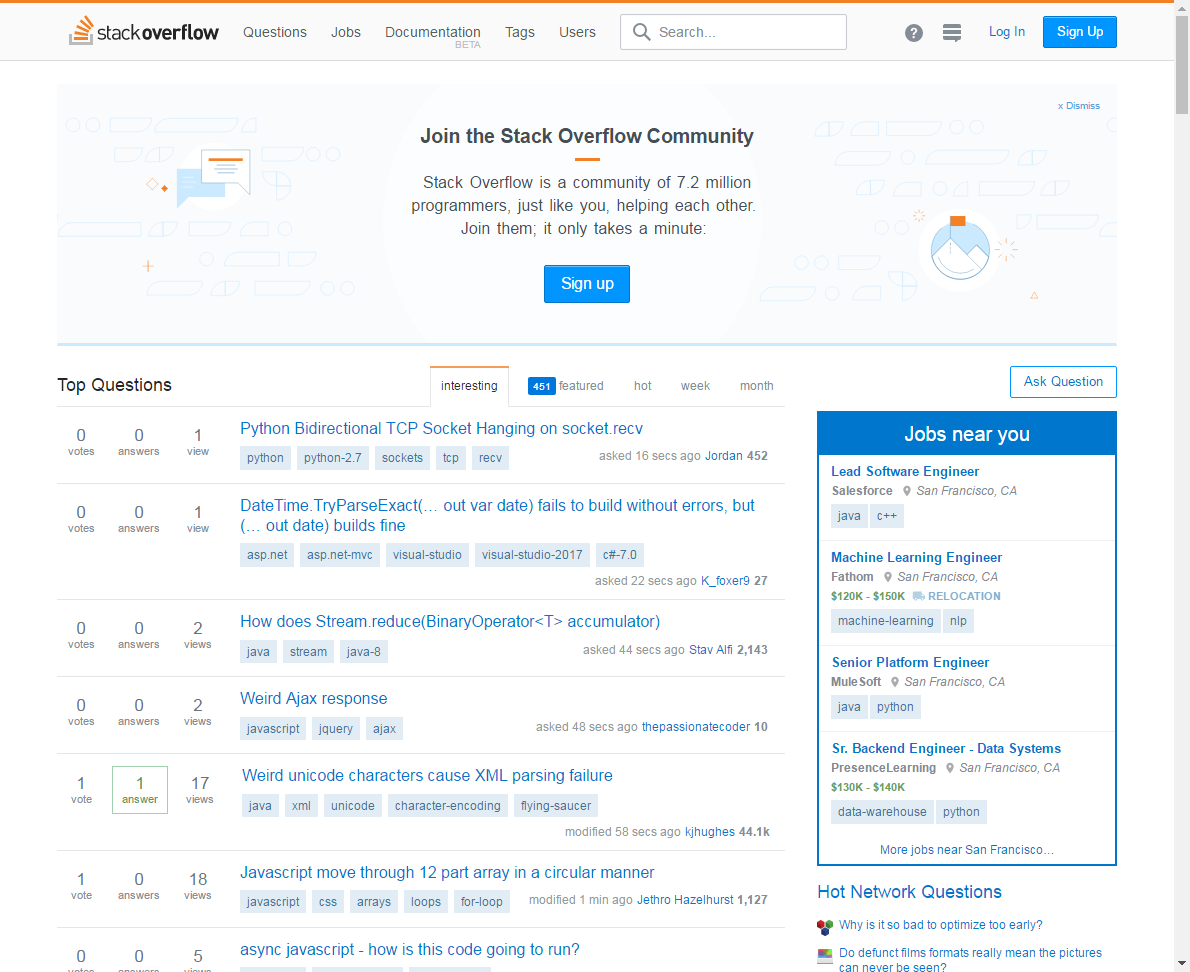 stack overflow Questions Jobs Documentation Tags Users Search... ? Log In Sign Up
BETA
x Dismiss
Join the Stack Overflow Community
Stack Overflow is a community of 7.2 million
programmers, just like you, helping each other.
Join them; it only takes a minute:
Sign up
Top Questions interesting 451 featured hot week month
0 votes 0 answers 1 view
Python Bidirectional TCP Socket Hanging on socket.recv
python python-2.7 sockets tcp recv
asked 16 secs ago Jordan 452
0 votes 0 answers 1 view
DateTime.TryParseExact(… out var date) fails to build without errors, but
(… out date) builds fine
asp.net asp.net-mvc visual-studio visual-studio-2017 c#-7.0
asked 22 secs ago K_foxer9 27
0 votes 0 answers 2 views
How does Stream.reduce(BinaryOperator<T> accumulator)
java stream java-8
asked 44 secs ago Stav Alfi 2,143
0 votes 0 answers 2 views
Weird Ajax response
javascript jquery ajax
asked 48 secs ago thepassionatecoder 10
1 vote 1 answer 17 views
Weird unicode characters cause XML parsing failure
java xml unicode character-encoding flying-saucer
modified 58 secs ago kjhughes 44.1k
1 vote 0 answers 18 views
Javascript move through 12 part array in a circular manner
javascript css arrays loops for-loop
modified 1 min ago Jethro Hazelhurst 1,127
0 votes 0 answers 5 views
async javascript - how is this code going to run?
Ask Question
Jobs near you
Lead Software Engineer
Salesforce San Francisco, CA
java c++
Machine Learning Engineer
Fathom San Francisco, CA
$120K - $150K RELOCATION
machine-learning nlp
Senior Platform Engineer
MuleSoft San Francisco, CA
java python
Sr. Backend Engineer - Data Systems
PresenceLearning San Francisco, CA
$130K - $140K
data-warehouse python
More jobs near San Francisco…
Hot Network Questions
Why is it so bad to optimize too early?
Do defunct films formats really mean the pictures
can never be seen?